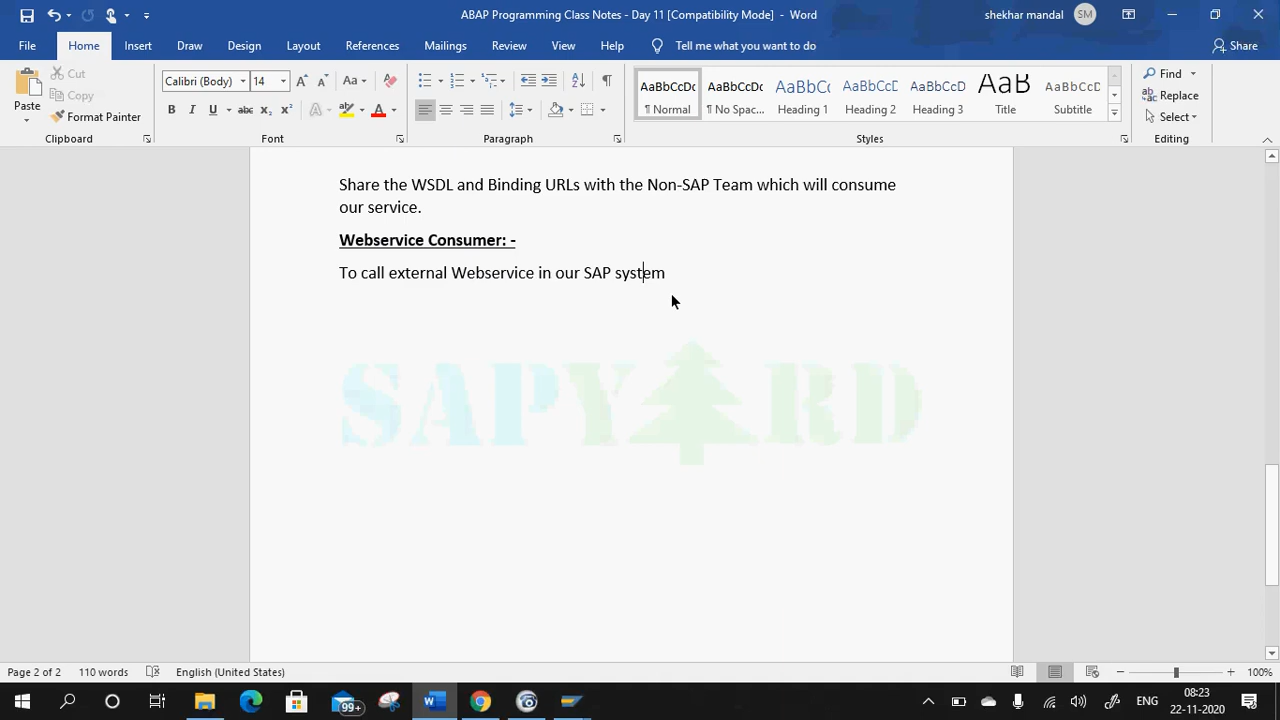 ABAP Programming Class Notes - Day 11 [Compatibility Mode] - Word
shekhar mandal SM
File Home Insert Draw Design Layout References Mailings Review View Help Tell me what you want to do Share
Paste
Cut
Copy
Format Painter
Clipboard
Calibri (Body) 14
Font
Paragraph
AaBbCcDc AaBbCcDc AaBbCc AaBbCcDc AaBbCcD AaB AaBbCcD
¶ Normal ¶ No Spac... Heading 1 Heading 2 Heading 3 Title Subtitle
Styles
Find
Replace
Select
Editing
Share the WSDL and Binding URLs with the Non-SAP Team which will consume
our service.
Webservice Consumer: -
To call external Webservice in our SAP system
SAPYARD
Page 2 of 2 110 words English (United States) 100%
99+
ENG
08:23
22-11-2020